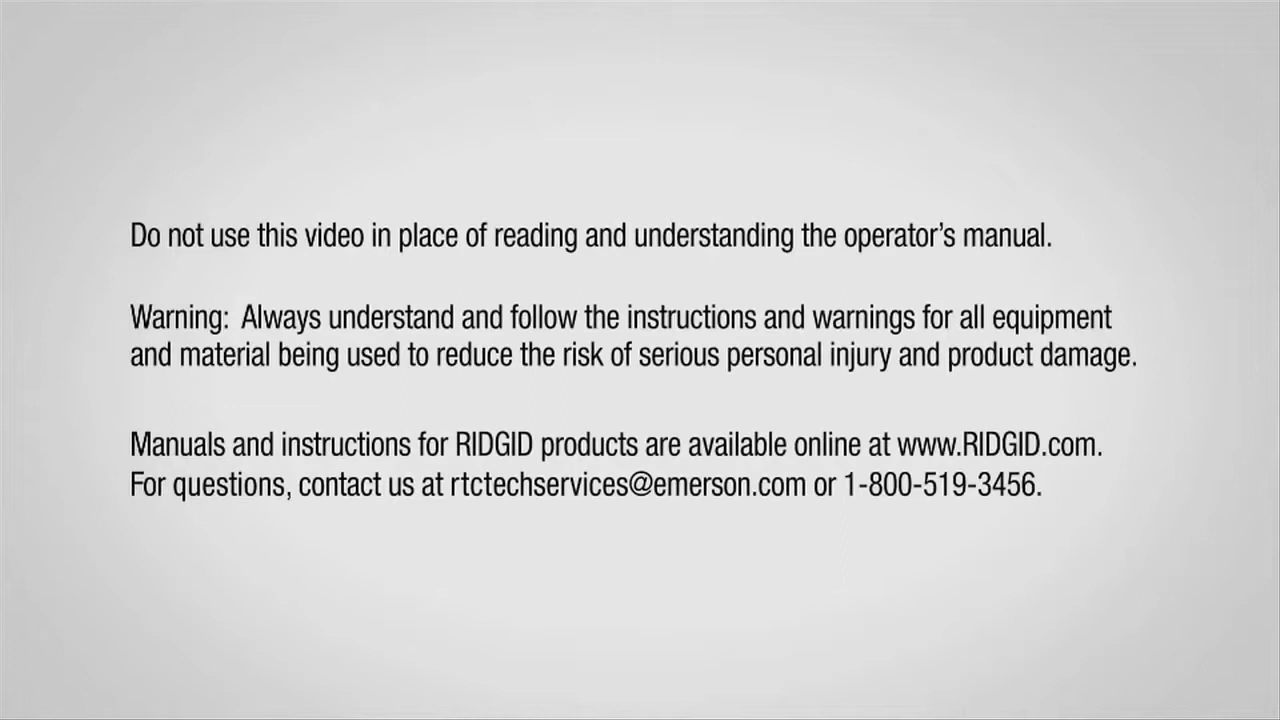 Do not use this video in place of reading and understanding the operator’s manual.
Warning:  Always understand and follow the instructions and warnings for all equipment
and material being used to reduce the risk of serious personal injury and product damage.
Manuals and instructions for RIDGID products are available online at www.RIDGID.com.
For questions, contact us at rtctechservices@emerson.com or 1-800-519-3456.